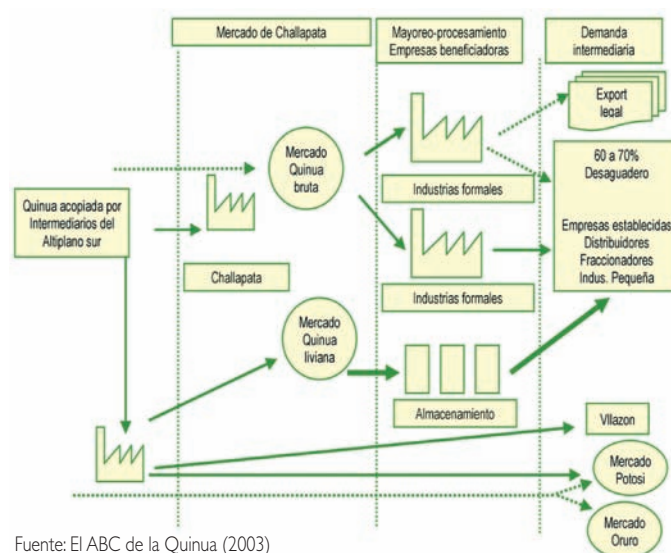 Mercado de Challapata
Mayoreo-procesamiento
Empresas beneficiadoras
Demanda
intermediaria
Export
legal
Mercado
Quinua
bruta
60 a 70%
Desaguadero
Industrias formales
Quinua acopiada por
Intermediarios del
Altiplano sur
Empresas establecidas
Distribuidores
Fraccionadores
Indus. Pequeña
Challapata
Industrias formales
Mercado
Quinua
liviana
Almacenamiento
Vllazon
Mercado
Potosi
Mercado
Oruro
Fuente: El ABC de la Quinua (2003)